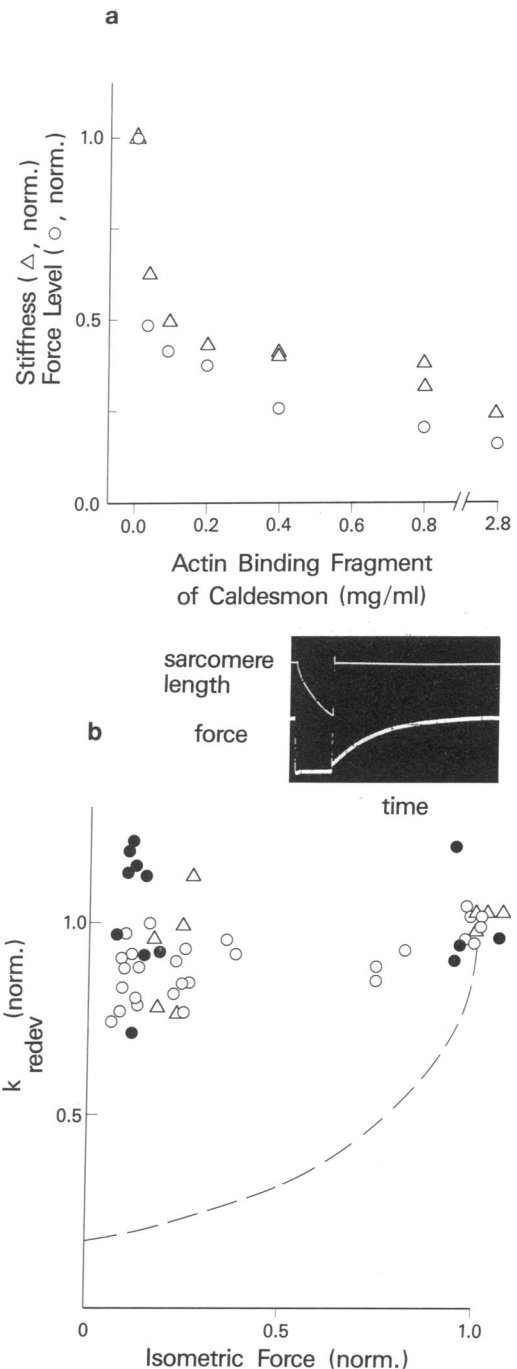 a
Stiffness (△, norm.)
Force Level (○, norm.)
1.0
0.5
0.0
0.0 0.2 0.4 0.6 0.8 2.8
Actin Binding Fragment
of Caldesmon (mg/ml)
sarcomere
length
b force
time
k redev (norm.)
1.0
0.5
0 0.5 1.0
Isometric Force (norm.)